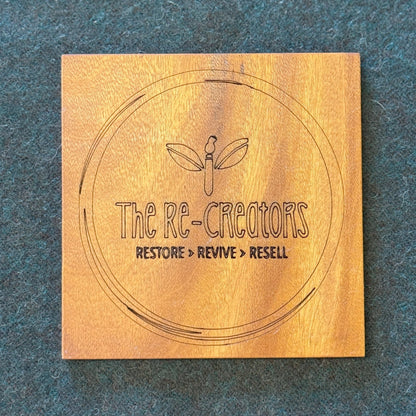 The Re-Creators
RESTORE > REVIVE > RESELL